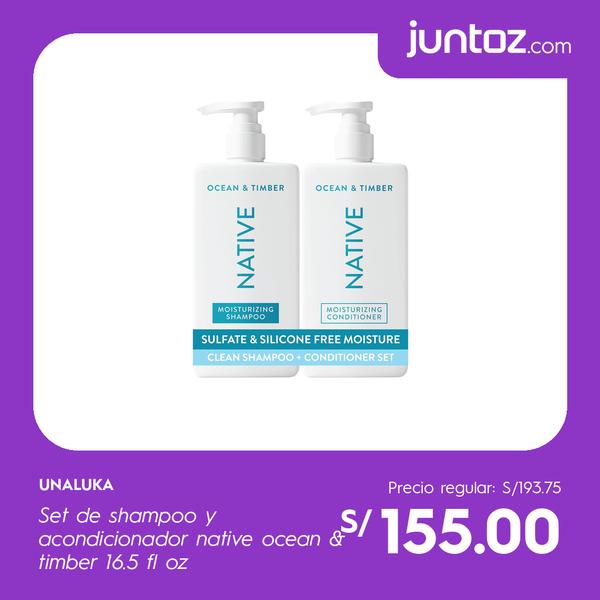 juntoz.com
OCEAN & TIMBER
NATIVE
MOISTURIZING
SHAMPOO
OCEAN & TIMBER
NATIVE
MOISTURIZING
CONDITIONER
SULFATE & SILICONE FREE MOISTURE
CLEAN SHAMPOO + CONDITIONER SET
UNALUKA
Set de shampoo y
acondicionador native ocean &
timber 16.5 fl oz
Precio regular: S/193.75
S/ 155.00